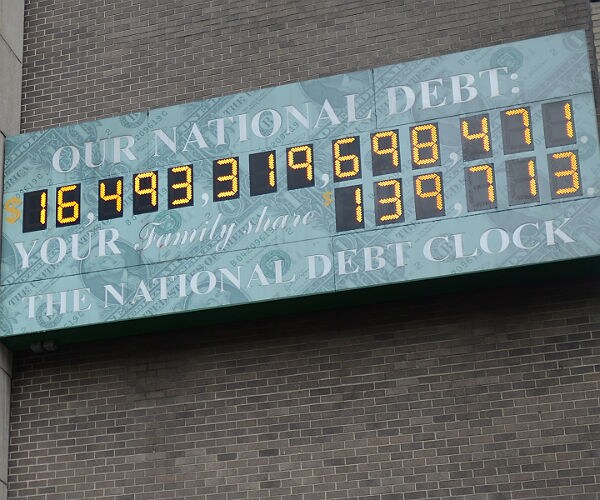 OUR NATIONAL DEBT:
$16,493,319,698,471.
YOUR Family share $139,713.
THE NATIONAL DEBT CLOCK